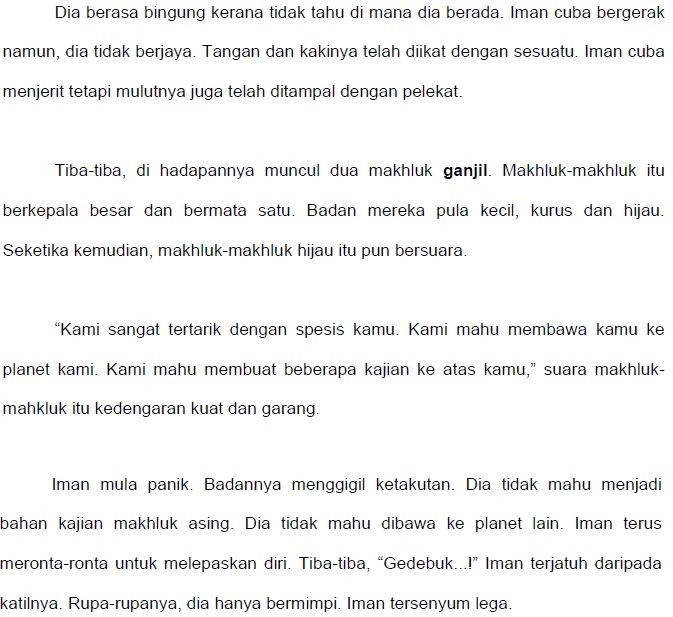 Dia berasa bingung kerana tidak tahu di mana dia berada. Iman cuba bergerak
namun, dia tidak berjaya. Tangan dan kakinya telah diikat dengan sesuatu. Iman cuba
menjerit tetapi mulutnya juga telah ditampal dengan pelekat.
Tiba-tiba, di hadapannya muncul dua makhluk ganjil. Makhluk-makhluk itu
berkepala besar dan bermata satu. Badan mereka pula kecil, kurus dan hijau.
Seketika kemudian, makhluk-makhluk hijau itu pun bersuara.
“Kami sangat tertarik dengan spesis kamu. Kami mahu membawa kamu ke
planet kami. Kami mahu membuat beberapa kajian ke atas kamu,” suara makhluk-
mahkluk itu kedengaran kuat dan garang.
Iman mula panik. Badannya menggigil ketakutan. Dia tidak mahu menjadi
bahan kajian makhluk asing. Dia tidak mahu dibawa ke planet lain. Iman terus
meronta-ronta untuk melepaskan diri. Tiba-tiba, “Gedebuk...!” Iman terjatuh daripada
katilnya. Rupa-rupanya, dia hanya bermimpi. Iman tersenyum lega.